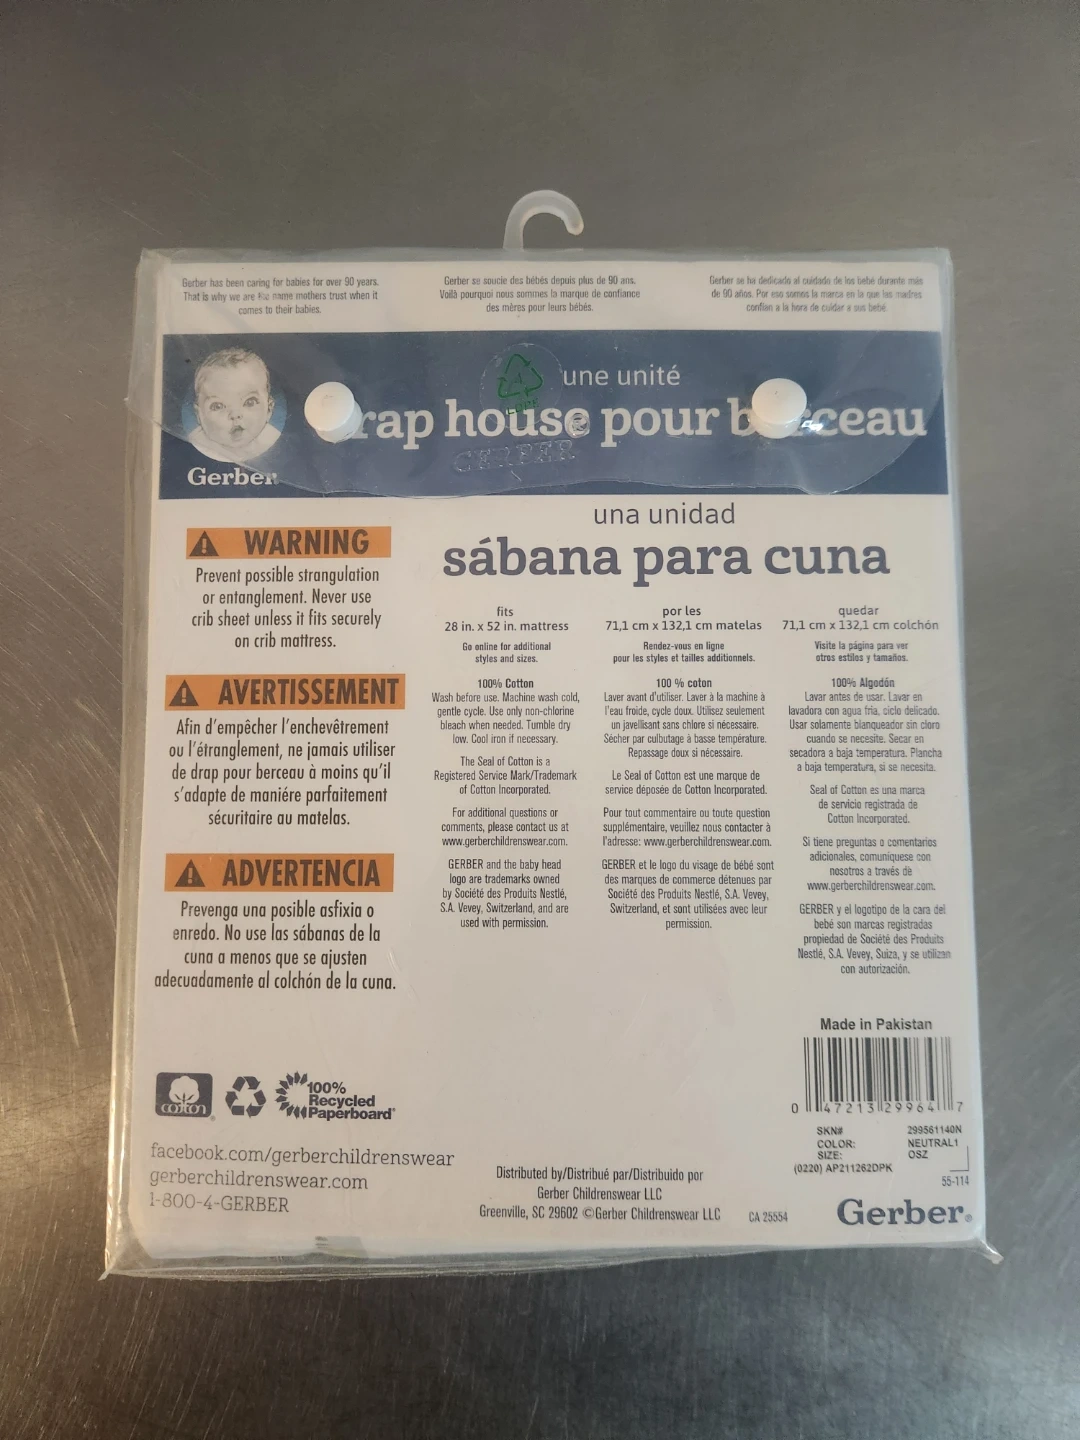 Gerber has been caring for babies for over 90 years.
That is why we are the name mothers trust when it
comes to their babies.
Gerber se soucie des bébés depuis plus de 90 ans.
Voilà pourquoi nous sommes la marque de confiance
des mères pour leurs bébés.
Gerber se ha dedicado al cuidado de los bebé durante más
de 90 años. Por eso somos la marca en la que las madres
confían a la hora de cuidar a sus bebé
Gerber
4
LDPE
GERBER
une unité
rap house pour berceau
una unidad
sábana para cuna
WARNING
Prevent possible strangulation
or entanglement. Never use
crib sheet unless it fits securely
on crib mattress.
AVERTISSEMENT
Afin d'empêcher l'enchevêtrement
ou l'étranglement, ne jamais utiliser
de drap pour berceau à moins qu'il
s'adapte de maniére parfaitement
sécuritaire au matelas.
ADVERTENCIA
Prevenga una posible asfixia o
enredo. No use las sábanas de la
cuna a menos que se ajusten
adecuadamente al colchón de la cuna.
fits
28 in. x 52 in. mattress
Go online for additional
styles and sizes.
100% Cotton
Wash before use. Machine wash cold,
gentle cycle. Use only non-chlorine
bleach when needed. Tumble dry
low. Cool iron if necessary.
The Seal of Cotton is a
Registered Service Mark/Trademark
of Cotton Incorporated.
For additional questions or
comments, please contact us at
www.gerberchildrenswear.com.
GERBER and the baby head
logo are trademarks owned
by Société des Produits Nestlé,
S.A. Vevey, Switzerland, and are
used with permission.
por les
71,1 cm x 132,1 cm matelas
Rendez-vous en ligne
pour les styles et tailles additionnels.
100 % coton
Laver avant d'utiliser. Laver à la machine à
l'eau froide, cycle doux. Utilisez seulement
un javellisant sans chlore si nécessaire.
Sécher par culbutage à basse température.
Repassage doux si nécessaire.
Le Seal of Cotton est une marque de
service déposée de Cotton Incorporated.
Pour tout commentaire ou toute question
supplémentaire, veuillez nous contacter à
l'adresse: www.gerberchildrenswear.com.
GERBER et le logo du visage de bébé sont
des marques de commerce détenues par
Société des Produits Nestlé, S.A. Vevey,
Switzerland, et sont utilisées avec leur
permission.
quedar
71,1 cm x 132,1 cm colchón
Visite la página para ver
otros estilos y tamaños.
100% Algodón
Lavar antes de usar. Lavar en
lavadora con agua fria, ciclo delicado.
Usar solamente blanqueador sin cloro
cuando se necesite. Secar en
secadora a baja temperatura. Plancha
a baja temperatura, si se necesita.
Seal of Cotton es una marca
de servicio registrada de
Cotton Incorporated.
Si tiene preguntas o comentarios
adicionales, comuníquese con
nosotros a través de
www.gerberchildrenswear.com.
GERBER y el logotipo de la cara del
bebé son marcas registradas
propiedad de Société des Produits
Nestlé, S.A. Vevey, Suiza, y se utilizan
con autorización.
Made in Pakistan
0 47213 29964 7
SKN# 299561140N
COLOR: NEUTRAL1
SIZE: OSZ
(0220) AP211262DPK
55-114
cotton
100%
Recycled
Paperboard
facebook.com/gerberchildrenswear
gerberchildrenswear.com
1-800-4-GERBER
Distributed by/Distribué par/Distribuido por
Gerber Childrenswear LLC
Greenville, SC 29602 ©Gerber Childrenswear LLC
CA 25554
Gerber®